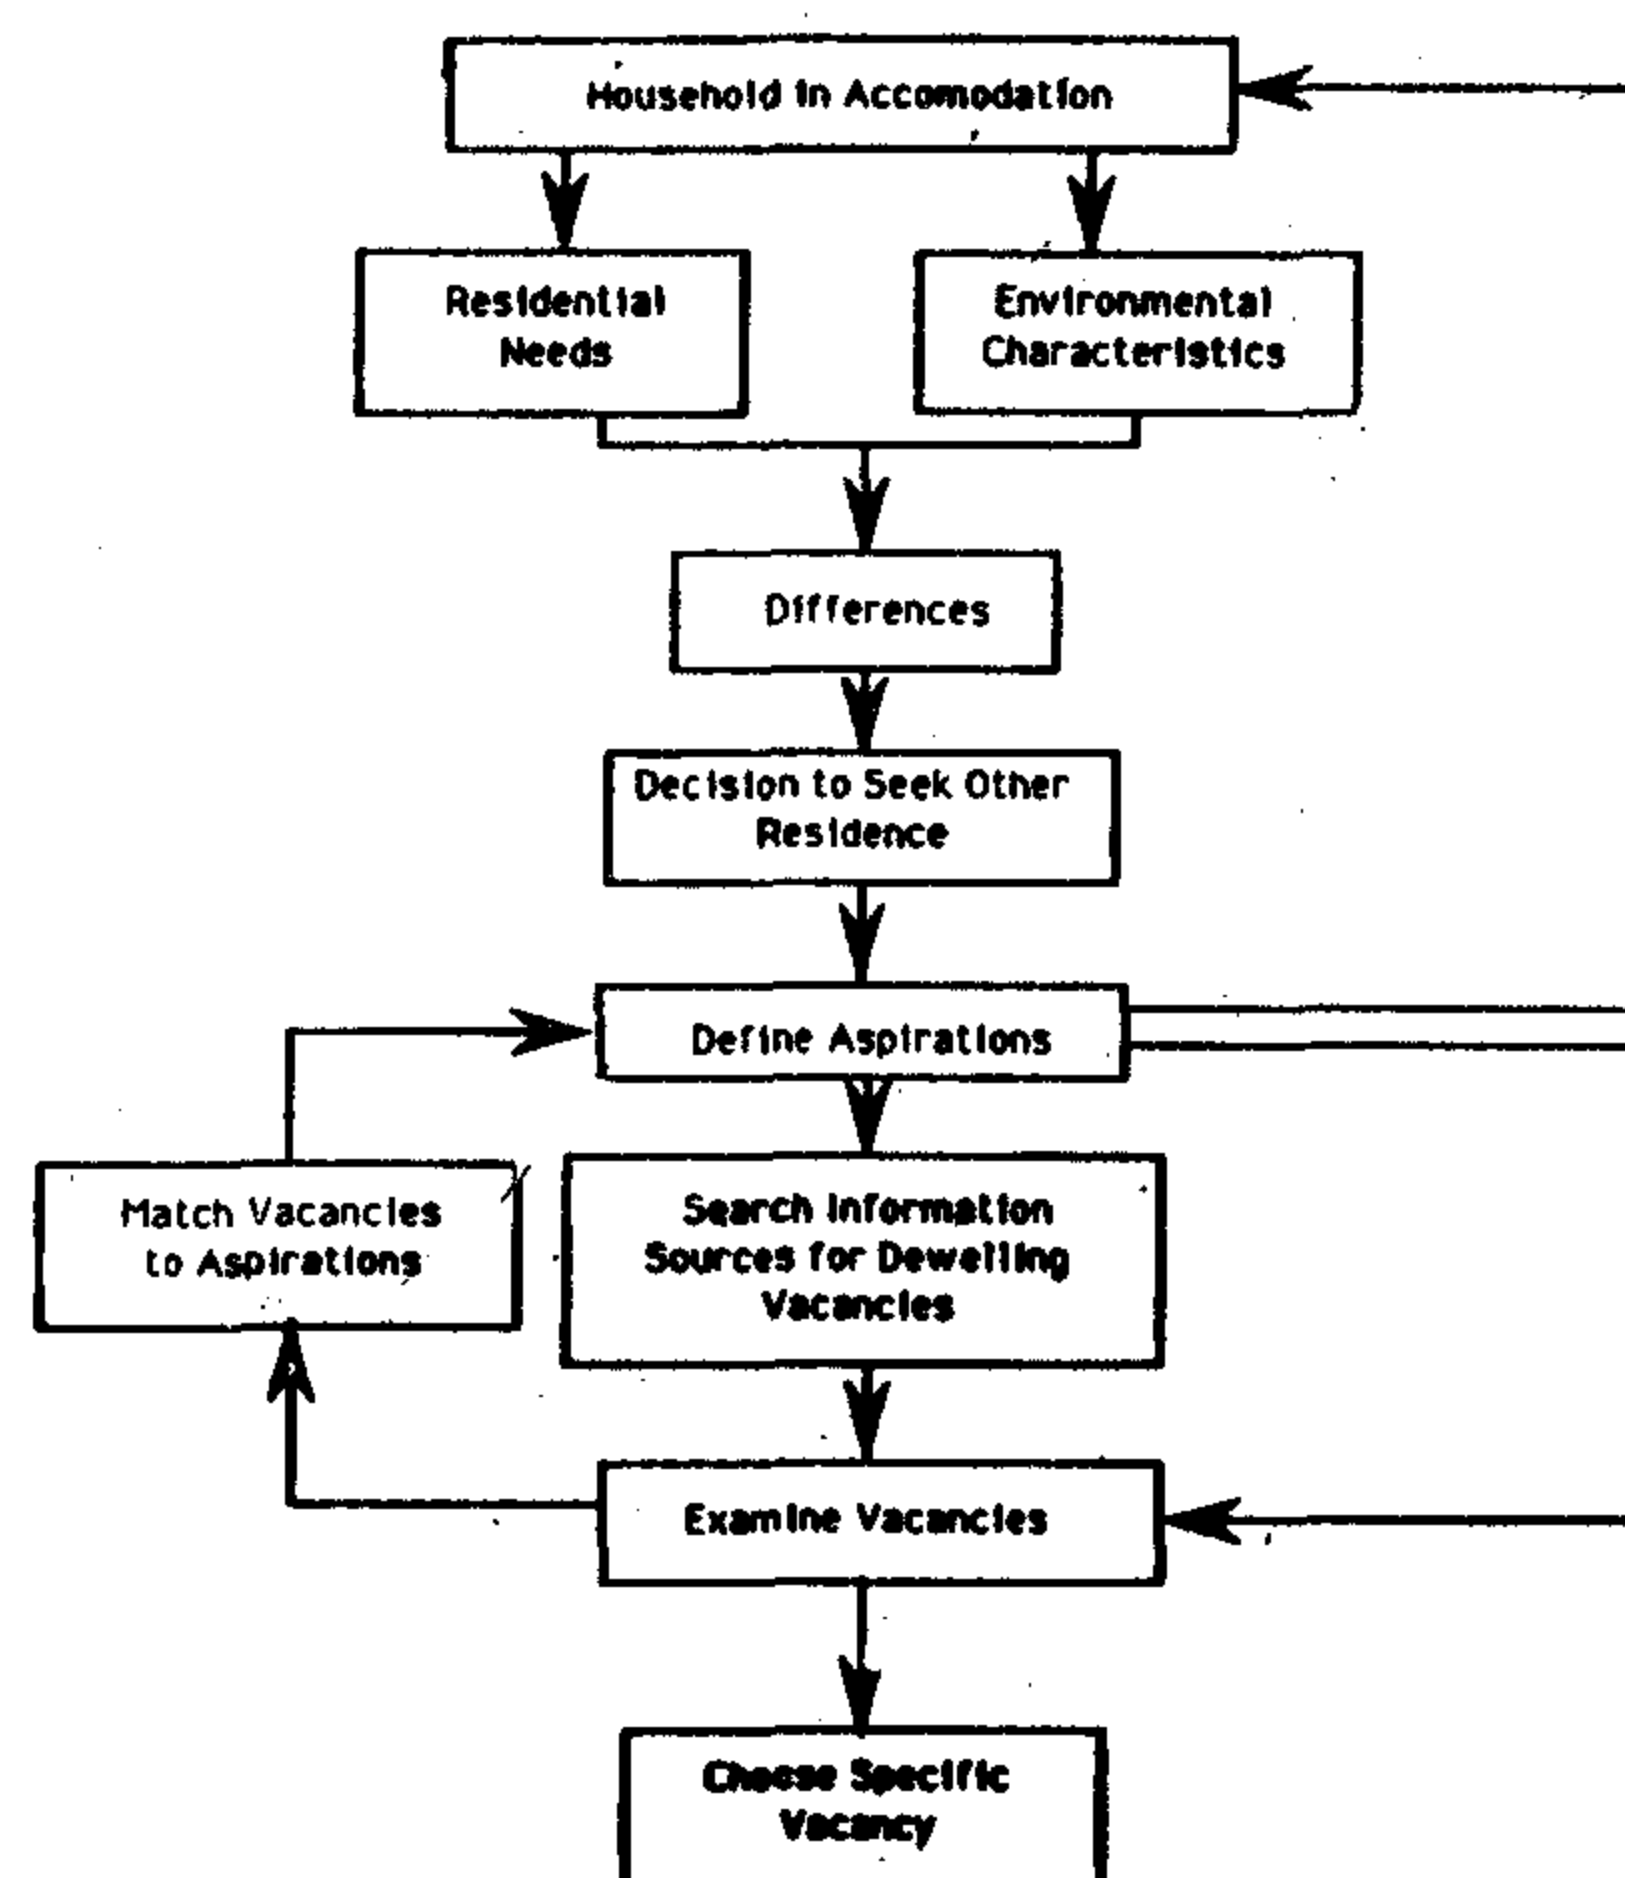 Household in Accomodation
Residential
Needs
Environmental
Characteristics
Differences
Decision to Seek Other
Residence
Define Aspirations
Match Vacancies
to Aspirations
Search Information
Sources for Dewelling
Vacancies
Examine Vacancies
Choose Specific
Vacancy